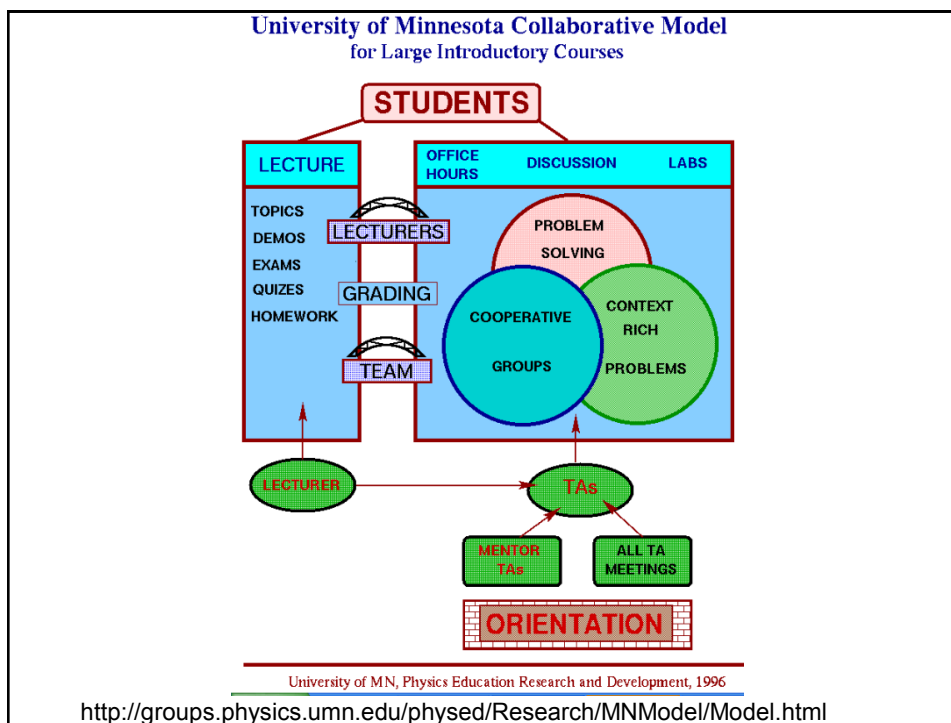 University of Minnesota Collaborative Model
for Large Introductory Courses
STUDENTS
LECTURE
TOPICS
DEMOS
EXAMS
QUIZES
HOMEWORK
LECTURERS
GRADING
TEAM
OFFICE
HOURS
DISCUSSION
LABS
PROBLEM
SOLVING
COOPERATIVE
GROUPS
CONTEXT
RICH
PROBLEMS
LECTURER
TAs
MENTOR
TAs
ALL TA
MEETINGS
ORIENTATION
University of MN, Physics Education Research and Development, 1996
http://groups.physics.umn.edu/physed/Research/MNModel/Model.html